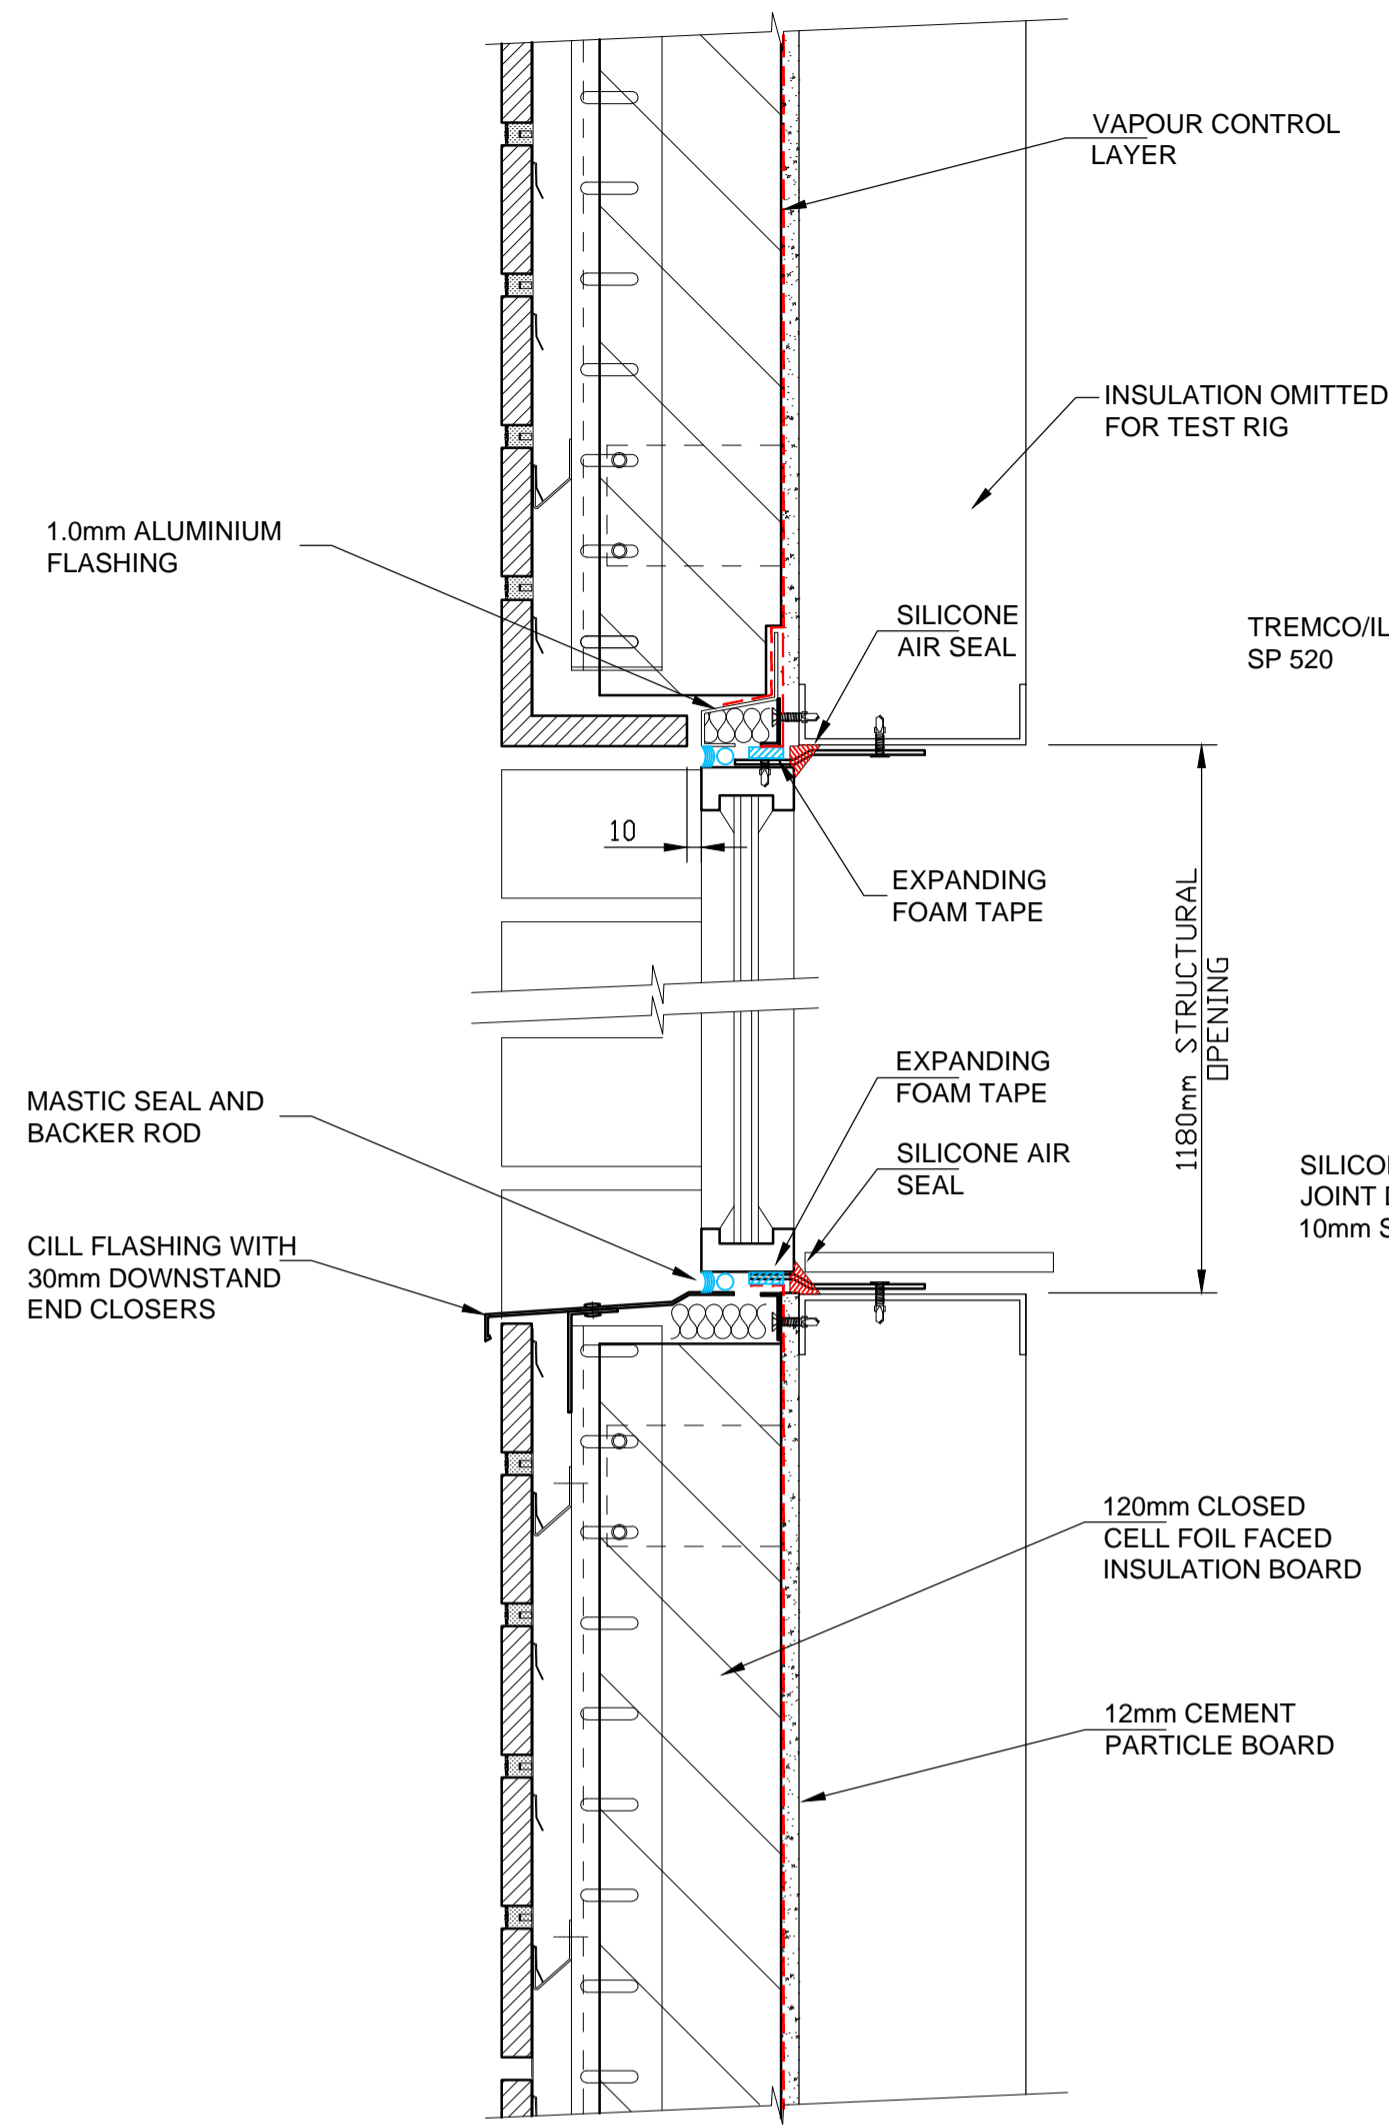 VAPOUR CONTROL
LAYER
INSULATION OMITTED
FOR TEST RIG
1.0mm ALUMINIUM
FLASHING
SILICONE
AIR SEAL
TREMCO/IL
SP 520
10
EXPANDING
FOAM TAPE
1180mm STRUCTURAL
OPENING
EXPANDING
FOAM TAPE
MASTIC SEAL AND
BACKER ROD
SILICONE AIR
SEAL
CILL FLASHING WITH
30mm DOWNSTAND
END CLOSERS
SILICO
JOINT
10mm S
120mm CLOSED
CELL FOIL FACED
INSULATION BOARD
12mm CEMENT
PARTICLE BOARD